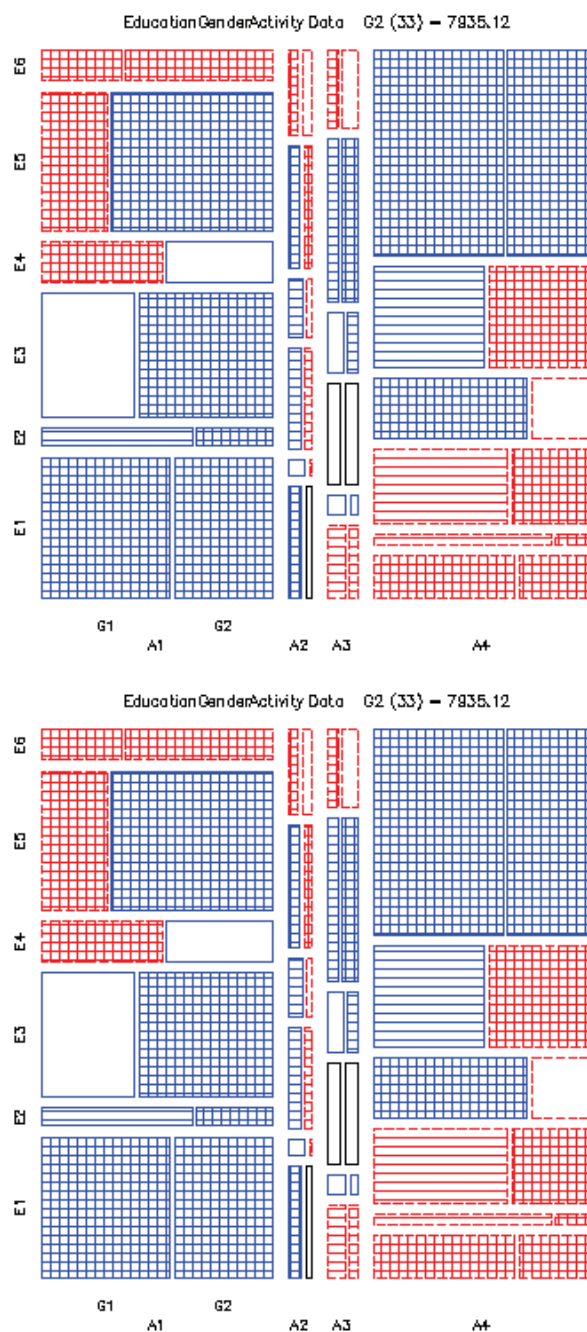 EducationGenderActivity Data G2 (33) - 7935.12
E6
E5
E4
E3
E2
E1
G1 G2
A1 A2 A3 A4
EducationGenderActivity Data G2 (33) - 7935.12
E6
E5
E4
E3
E2
E1
G1 G2
A1 A2 A3 A4